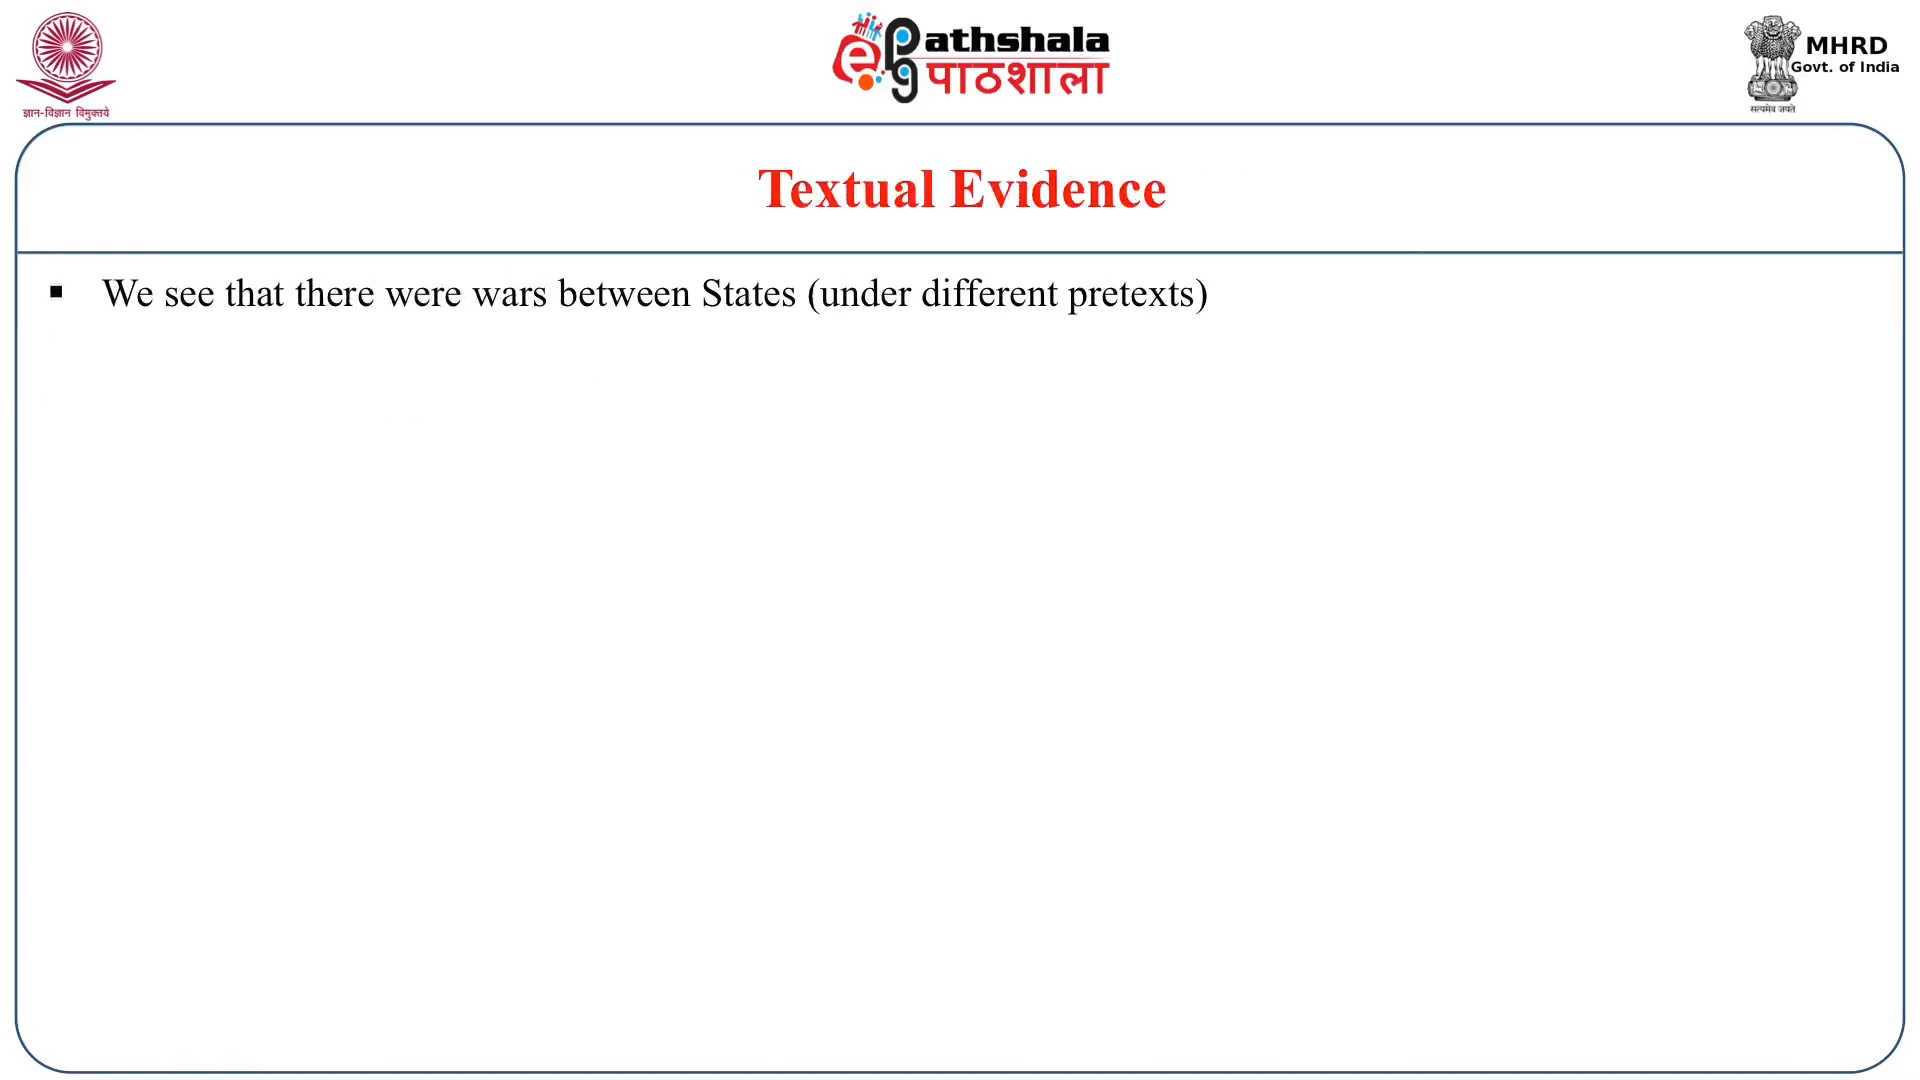 ज्ञान-विज्ञान विमुक्तये
ePathshala
पाठशाला
MHRD
Govt. of India
सत्यमेव जयते
Textual Evidence
▪ We see that there were wars between States (under different pretexts)